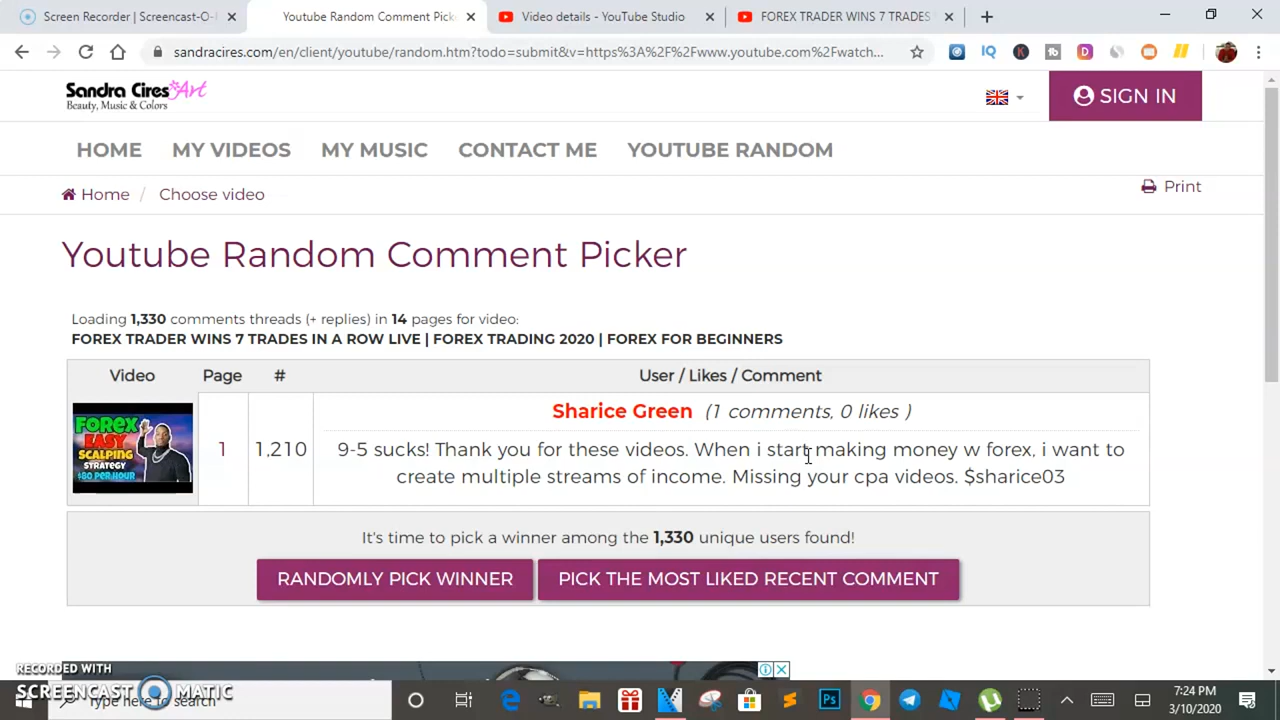 Screen Recorder | Screencast-O-
Youtube Random Comment Picke
Video details - YouTube Studio
FOREX TRADER WINS 7 TRADES
sandracires.com/en/client/youtube/random.htm?todo=submit&v=https%3A%2F%2Fwww.youtube.com%2Fwatch...
Sandra Cires Art
Beauty, Music & Colors
SIGN IN
HOME MY VIDEOS MY MUSIC CONTACT ME YOUTUBE RANDOM
Home / Choose video
Print
Youtube Random Comment Picker
Loading 1,330 comments threads (+ replies) in 14 pages for video:
FOREX TRADER WINS 7 TRADES IN A ROW LIVE | FOREX TRADING 2020 | FOREX FOR BEGINNERS
Video Page # User / Likes / Comment
FOREX
EASY
SCALPING
STRATEGY
$80 PER/HOUR
1
1,210
Sharice Green (1 comments, 0 likes )
9-5 sucks! Thank you for these videos. When i start making money w forex, i want to
create multiple streams of income. Missing your cpa videos. $sharice03
It's time to pick a winner among the 1,330 unique users found!
RANDOMLY PICK WINNER
PICK THE MOST LIKED RECENT COMMENT
RECORDED WITH
SCREENCAST MATIC
Type here to search
Ps
7:24 PM
3/10/2020